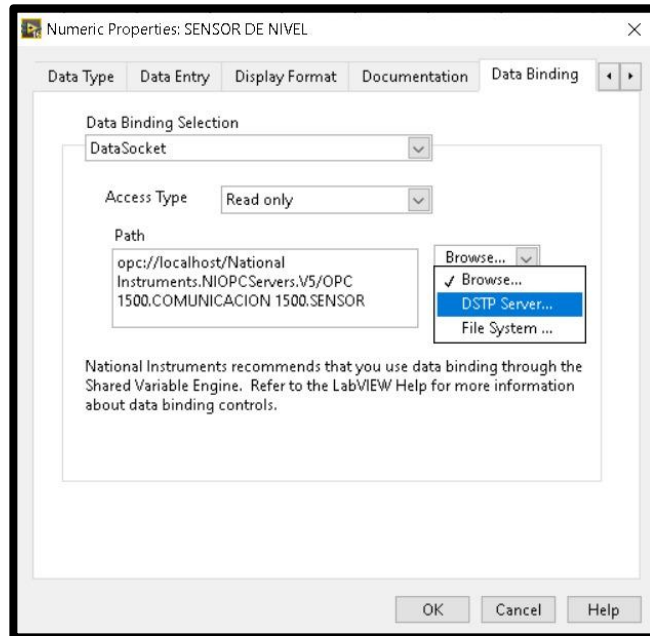 Numeric Properties: SENSOR DE NIVEL
Data Type
Data Entry
Display Format
Documentation
Data Binding
Data Binding Selection
DataSocket
Access Type
Read only
Path
opc://localhost/National
Instruments.NIOPCServers.V5/OPC
1500.COMUNICACION 1500.SENSOR
Browse...
✓ Browse...
DSTP Server...
File System ...
National Instruments recommends that you use data binding through the
Shared Variable Engine. Refer to the LabVIEW Help for more information
about data binding controls.
OK
Cancel
Help